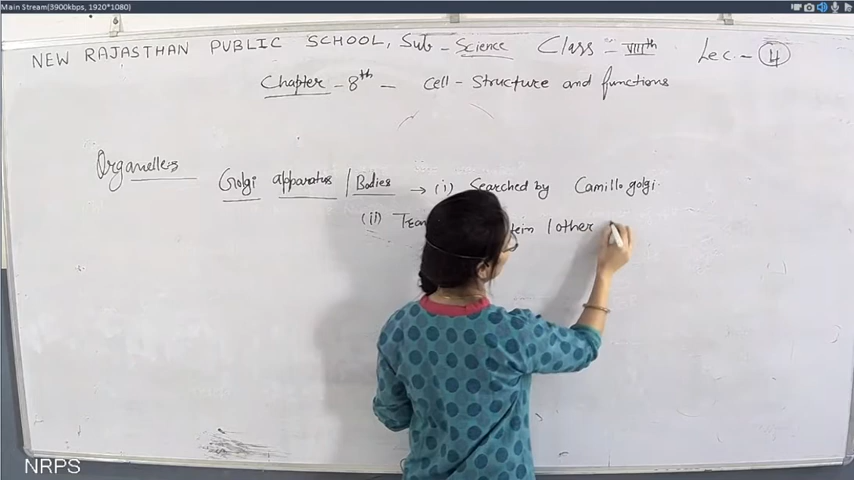 Main Stream(3900kbps, 1920*1080)
NEW RAJASTHAN PUBLIC SCHOOL, Sub - Science Class = VIIIth Lec. - 4
Chapter - 8th - Cell - Structure and functions
Organelles
Golgi apparatus / Bodies → (i) Searched by Camillo golgi.
(ii) / other
NRPS